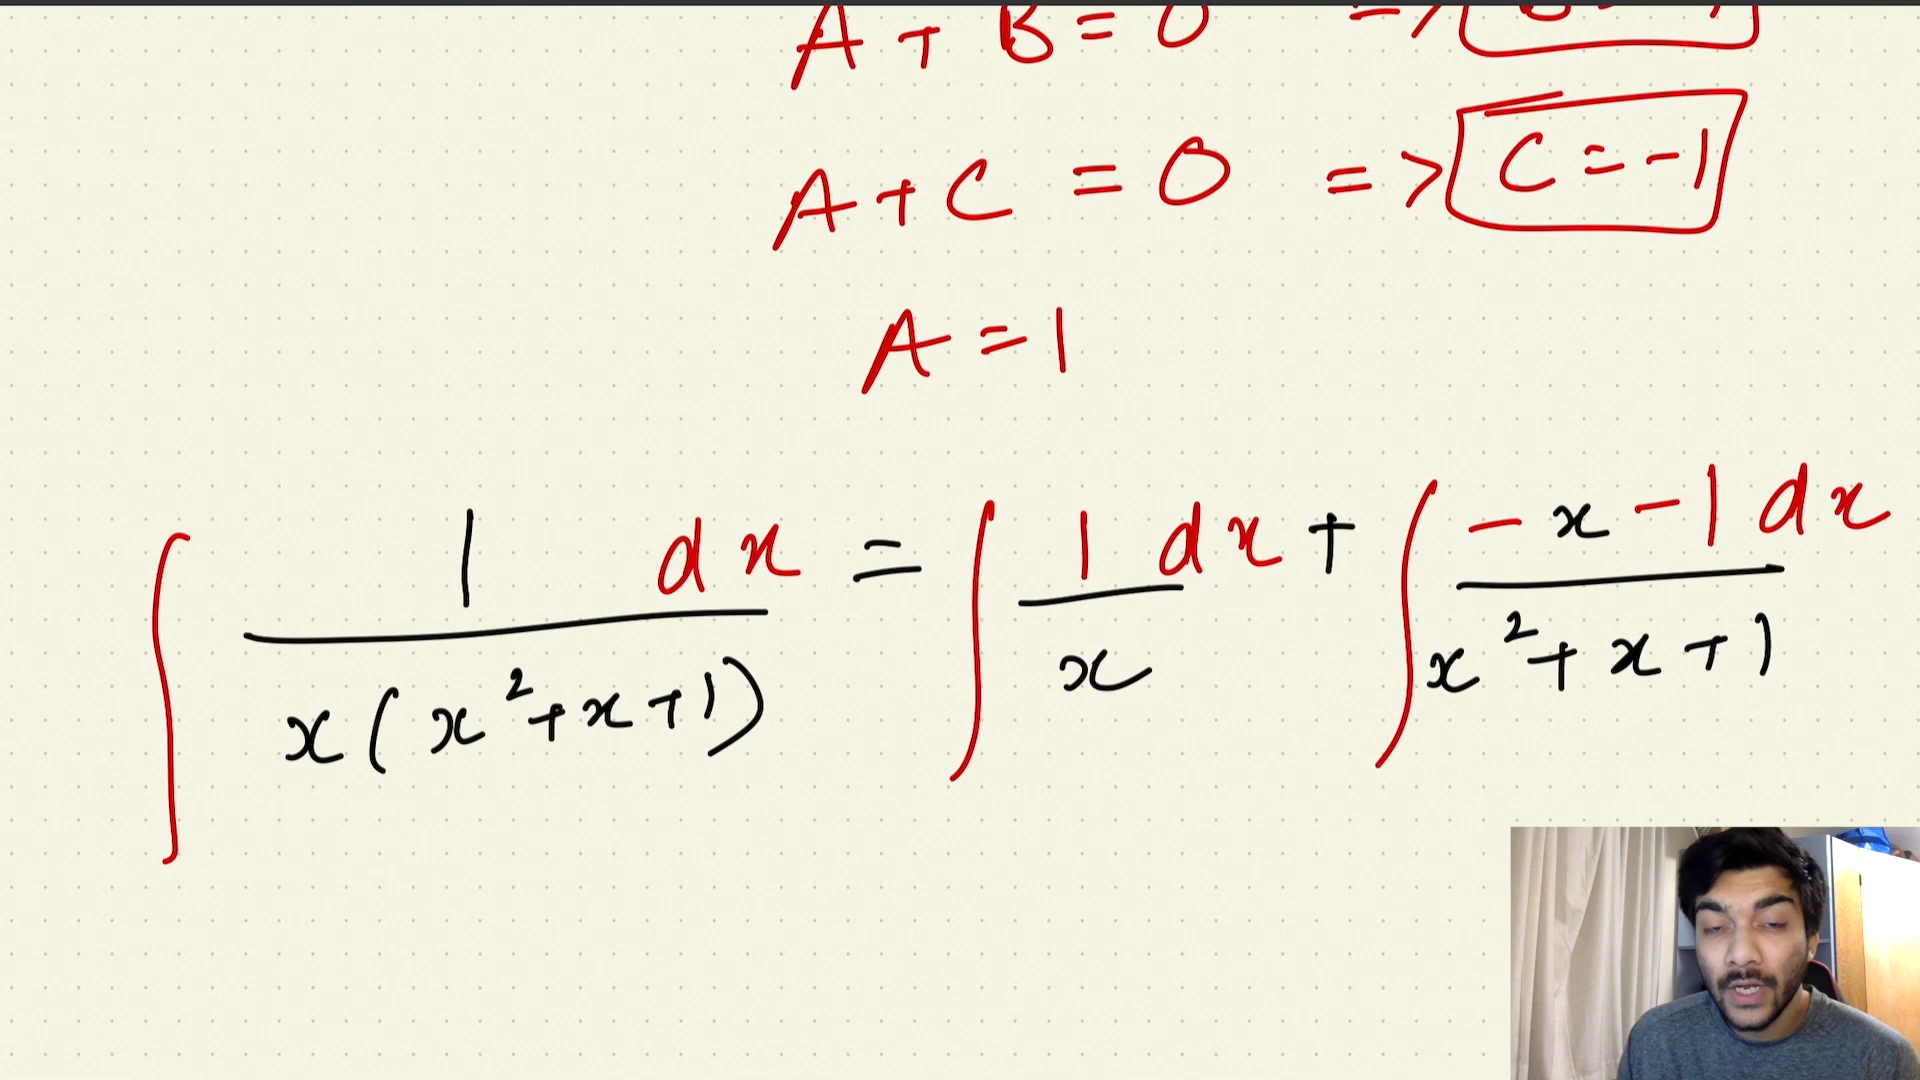 A + B = 0 =>
A + C = 0 => C = -1
A = 1
∫ 1 dx / x(x²+x+1) = ∫ 1 dx / x + ∫ -x -1 dx / x²+x+1